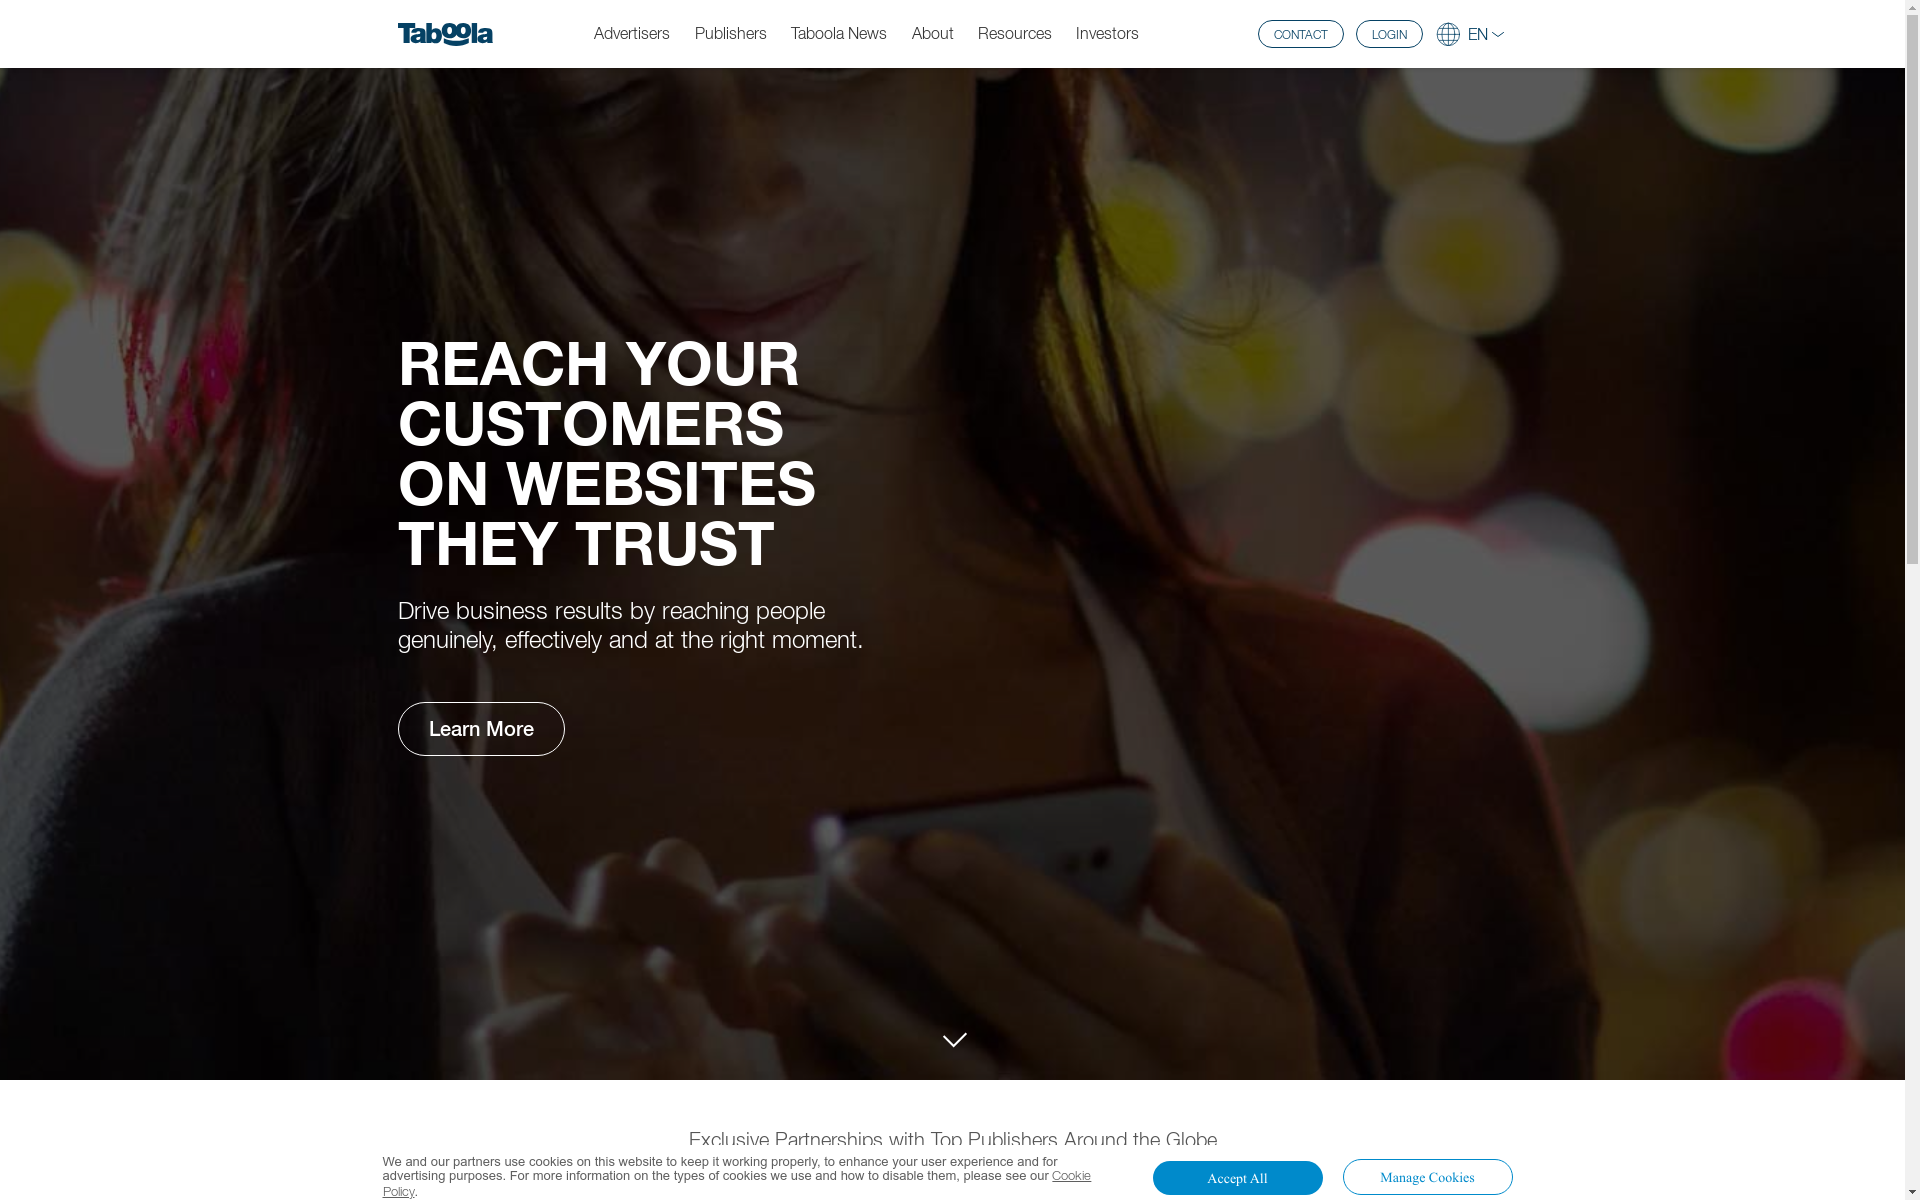 Taboola
Advertisers
Publishers
Taboola News
About
Resources
Investors
CONTACT
LOGIN
EN
REACH YOUR
CUSTOMERS
ON WEBSITES
THEY TRUST
Drive business results by reaching people
genuinely, effectively and at the right moment.
Learn More
Exclusive Partnerships with Top Publishers Around the Globe
We and our partners use cookies on this website to keep it working properly, to enhance your user experience and for
advertising purposes. For more information on the types of cookies we use and how to disable them, please see our Cookie
Policy.
Accept All
Manage Cookies